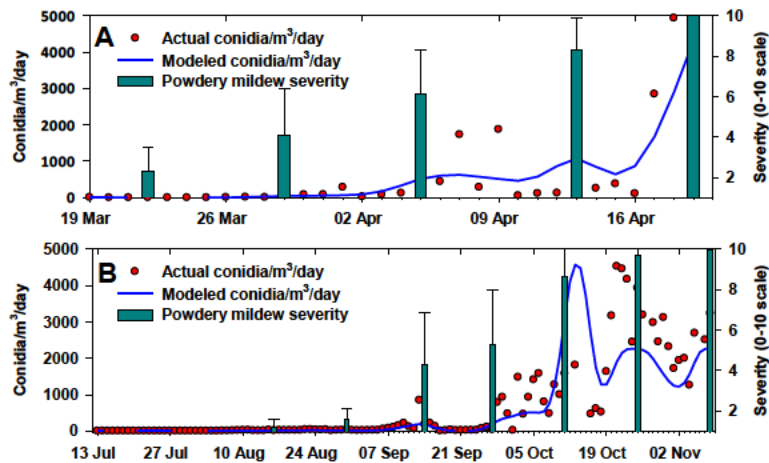 A
Actual conidia/m³/day
Modeled conidia/m³/day
Powdery mildew severity
Conidia/m³/day
5000
4000
3000
2000
1000
0
10
8
6
4
2
Severity (0-10 scale)
19 Mar 26 Mar 02 Apr 09 Apr 16 Apr
B
Actual conidia/m³/day
Modeled conidia/m³/day
Powdery mildew severity
Conidia/m³/day
5000
4000
3000
2000
1000
0
10
8
6
4
2
Severity (0-10 scale)
13 Jul 27 Jul 10 Aug 24 Aug 07 Sep 21 Sep 05 Oct 19 Oct 02 Nov